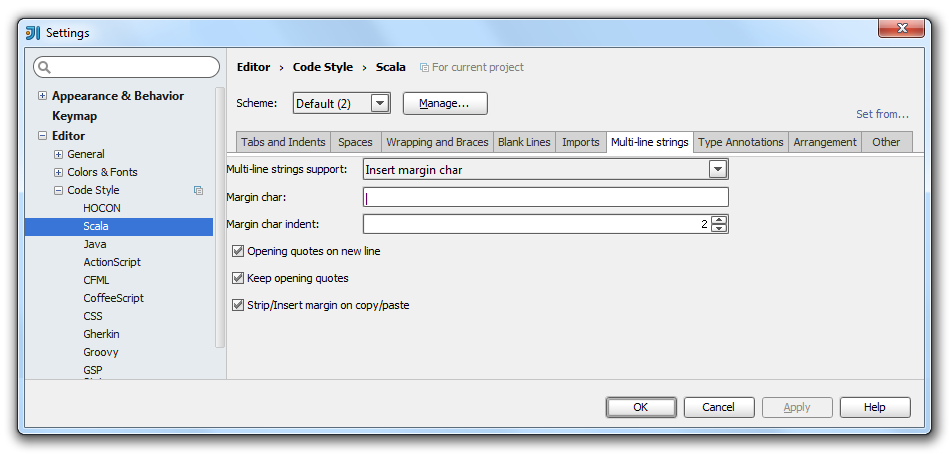 Settings
Editor › Code Style › Scala For current project
Scheme: Default (2) Manage...
Set from...
Tabs and Indents Spaces Wrapping and Braces Blank Lines Imports Multi-line strings Type Annotations Arrangement Other
Multi-line strings support: Insert margin char
Margin char: |
Margin char indent: 2
Opening quotes on new line
Keep opening quotes
Strip/Insert margin on copy/paste
Appearance & Behavior
Keymap
Editor
General
Colors & Fonts
Code Style
HOCON
Scala
Java
ActionScript
CFML
CoffeeScript
CSS
Gherkin
Groovy
GSP
OK Cancel Apply Help